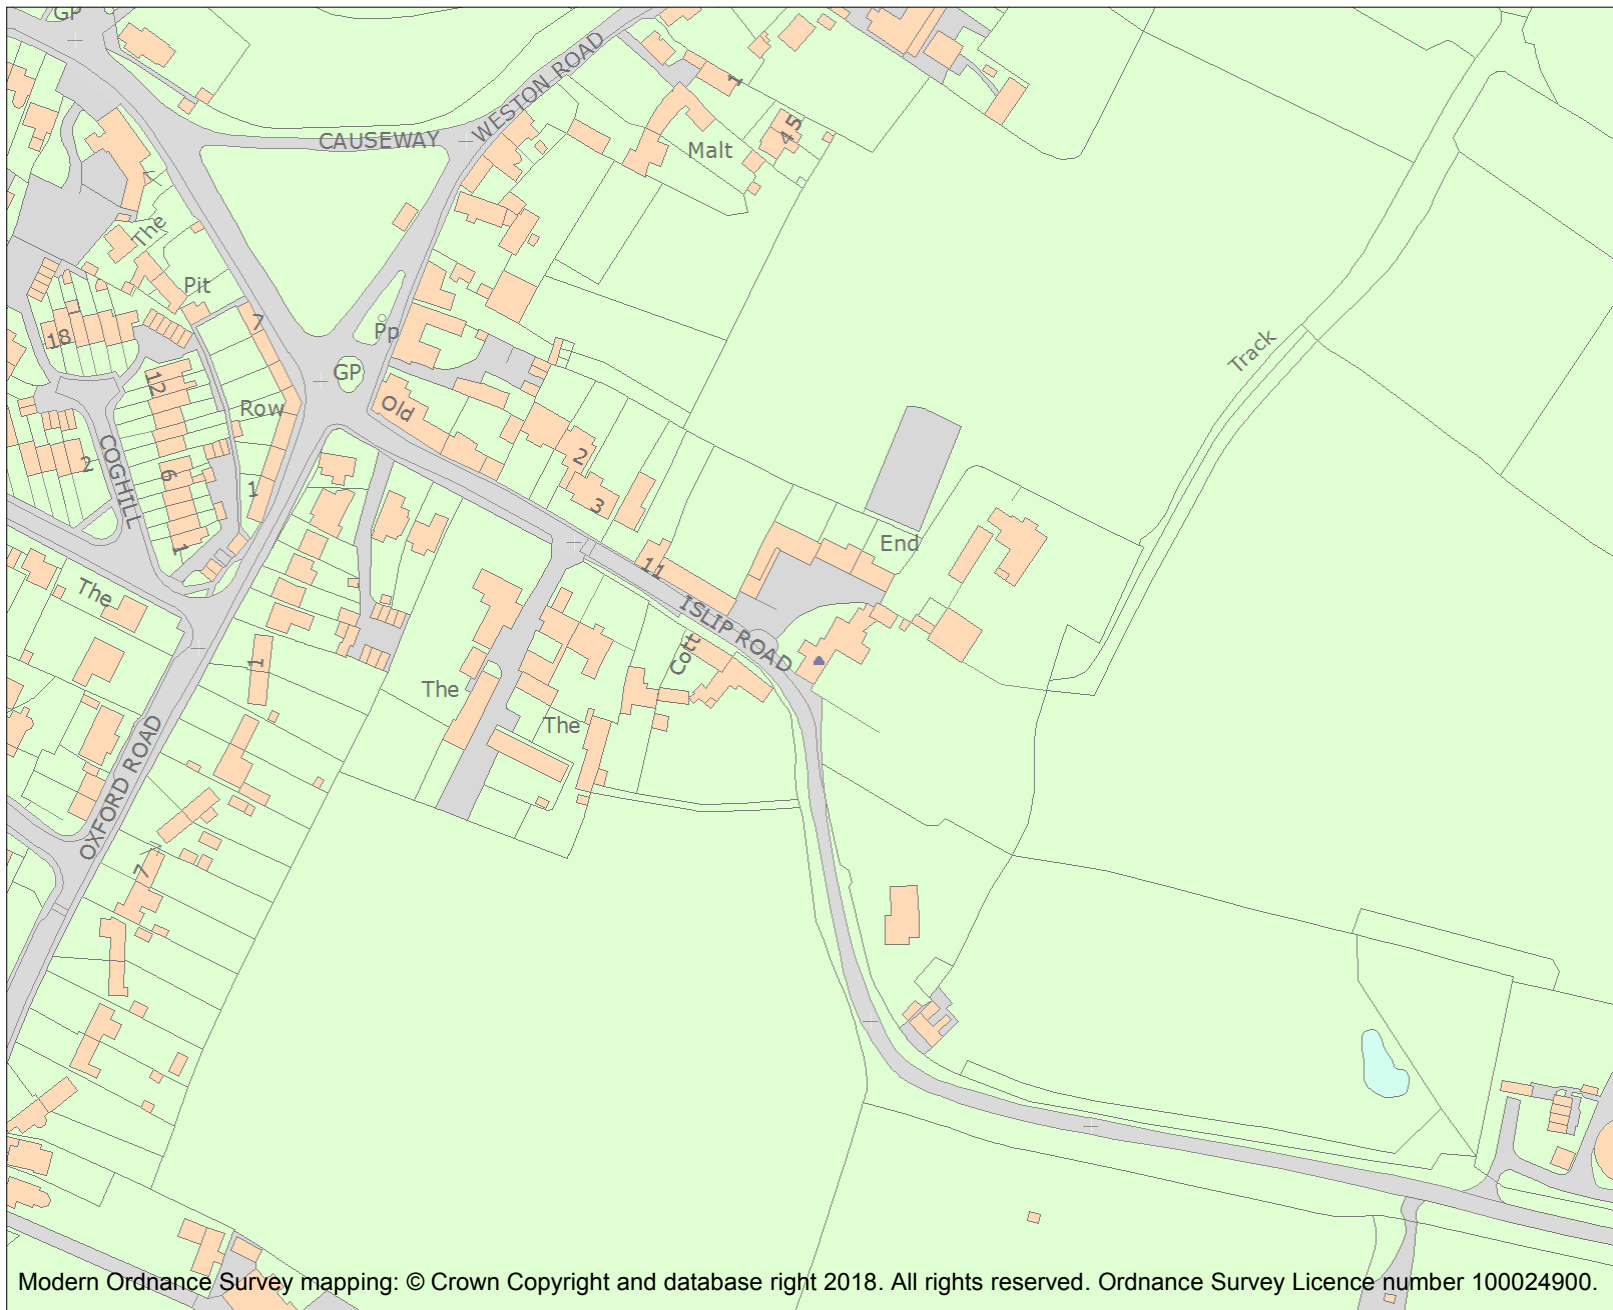 GP
WESTON ROAD
CAUSEWAY
1
45
Malt
The
Pit
7
1
18
Pp
GP
Track
12
Row
Old
COGHILL
2
6
1
2
3
1
End
11
The
ISLIP ROAD
Cott
1
The
The
OXFORD ROAD
7
Modern Ordnance Survey mapping: © Crown Copyright and database right 2018. All rights reserved. Ordnance Survey Licence number 100024900.